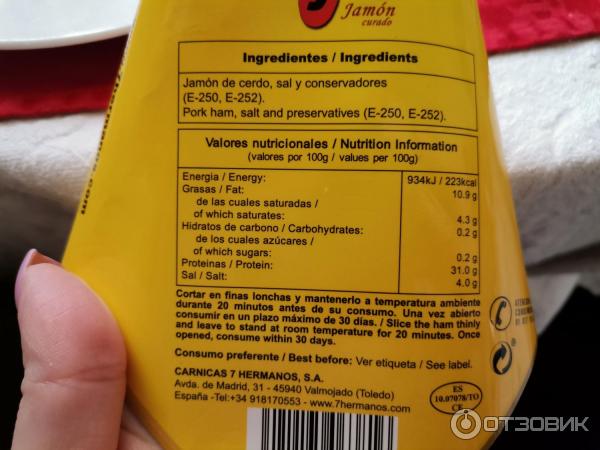 Jamón
curado
Ingredientes / Ingredients
Jamón de cerdo, sal y conservadores
(E-250, E-252).
Pork ham, salt and preservatives (E-250, E-252).
Valores nutricionales / Nutrition Information
(valores por 100g / values per 100g)
Energia / Energy: 934kJ / 223kcal
Grasas / Fat: 10.9 g
de las cuales saturadas /
of which saturates: 4.3 g
Hidratos de carbono / Carbohydrates: 0.2 g
de los cuales azúcares /
of which sugars: 0.2 g
Proteinas / Protein: 31.0 g
Sal / Salt: 4.0 g
Cortar en finas lonchas y mantenerlo a temperatura ambiente
durante 20 minutos antes de su consumo. Una vez abierto
consumir en un plazo máximo de 30 días. / Slice the ham thinly
and leave to stand at room temperature for 20 minutes. Once
opened, consume within 30 days.
Consumo preferente / Best before: Ver etiqueta / See label.
CARNICAS 7 HERMANOS, S.A.
Avda. de Madrid, 31 - 45940 Valmojado (Toledo)
España -Tel:+34 918170553 - www.7hermanos.com
ES
10.07078/TO
CE
ОТЗОВИК